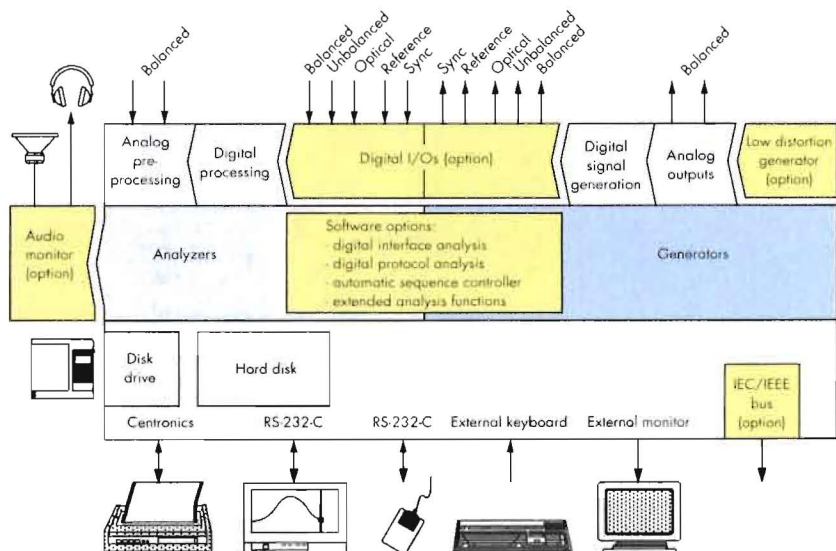 Balanced
Balanced
Unbalanced
Optical
Reference
Sync
Sync
Reference
Optical
Unbalanced
Balanced
Balanced
Analog
pre-
processing
Digital
processing
Digital I/Os (option)
Digital
signal
generation
Analog
outputs
Low distortion
generator
(option)
Audio
monitor
(option)
Analyzers
Software options:
- digital interface analysis
- digital protocol analysis
- automatic sequence controller
- extended analysis functions
Generators
Disk
drive
Hard disk
IEC/IEEE
bus
(option)
Centronics
RS-232-C
RS-232-C
External keyboard
External monitor